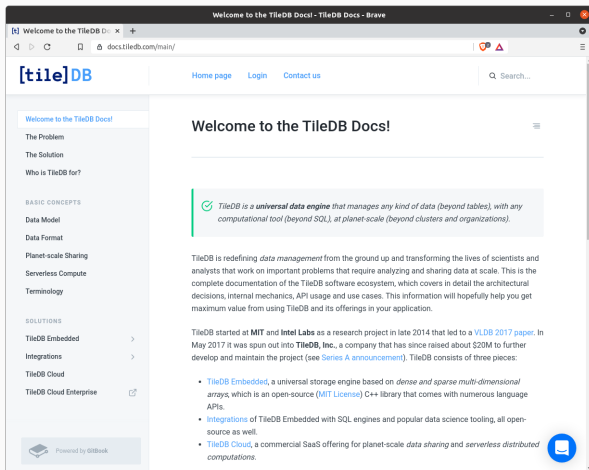 Welcome to the TileDB Docs! - TileDB Docs - Brave
[t] Welcome to the TileDB Do
docs.tiledb.com/main/
[tile]DB
Home page Login Contact us
Search...
Welcome to the TileDB Docs!
The Problem
The Solution
Who is TileDB for?
BASIC CONCEPTS
Data Model
Data Format
Planet-scale Sharing
Serverless Compute
Terminology
SOLUTIONS
TileDB Embedded
Integrations
TileDB Cloud
TileDB Cloud Enterprise
Powered by GitBook
Welcome to the TileDB Docs!
TileDB is a universal data engine that manages any kind of data (beyond tables), with any
computational tool (beyond SQL), at planet-scale (beyond clusters and organizations).
TileDB is redefining data management from the ground up and transforming the lives of scientists and
analysts that work on important problems that require analyzing and sharing data at scale. This is the
complete documentation of the TileDB software ecosystem, which covers in detail the architectural
decisions, internal mechanics, API usage and use cases. This information will hopefully help you get
maximum value from using TileDB and its offerings in your application.
TileDB started at MIT and Intel Labs as a research project in late 2014 that led to a VLDB 2017 paper. In
May 2017 it was spun out into TileDB, Inc., a company that has since raised about $20M to further
develop and maintain the project (see Series A announcement). TileDB consists of three pieces:
• TileDB Embedded, a universal storage engine based on dense and sparse multi-dimensional
arrays, which is an open-source (MIT License) C++ library that comes with numerous language
APIs.
• Integrations of TileDB Embedded with SQL engines and popular data science tooling, all open-
source as well.
• TileDB Cloud, a commercial SaaS offering for planet-scale data sharing and serverless distributed
computations.